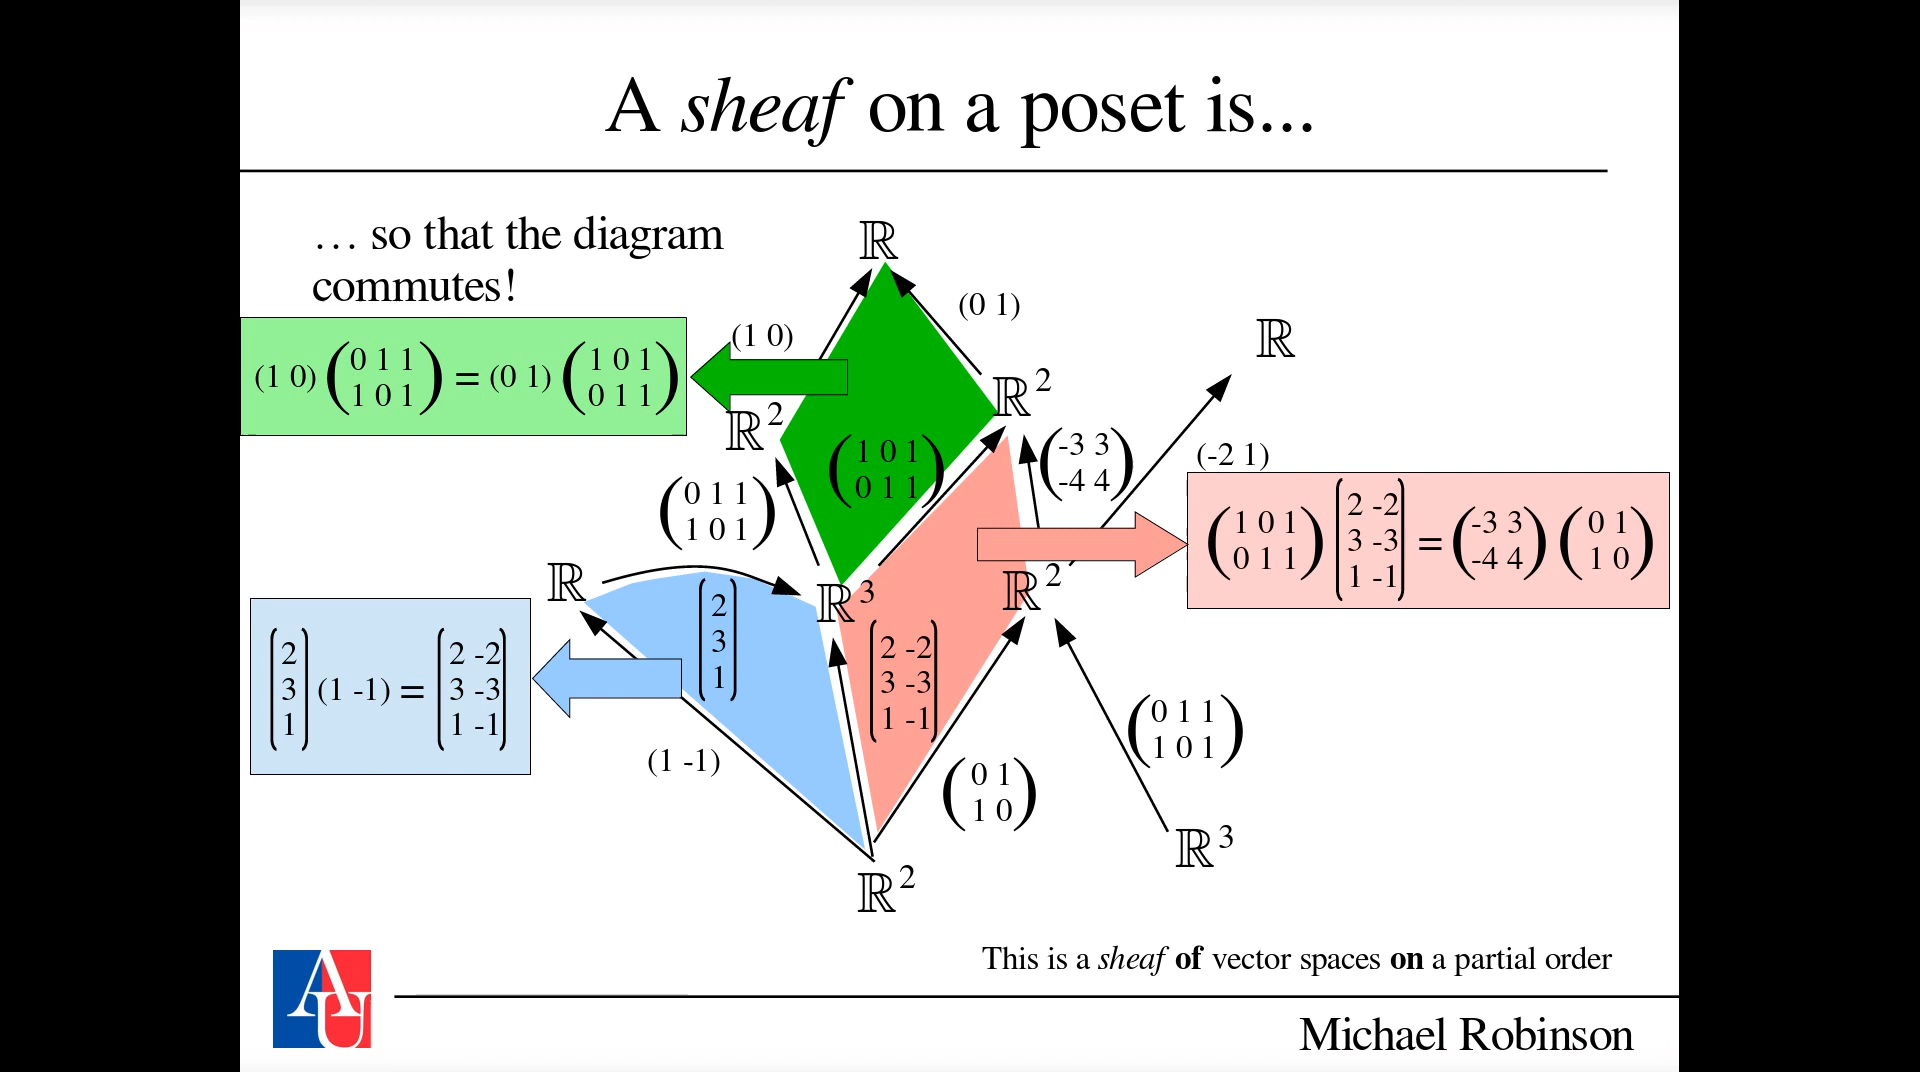 A sheaf on a poset is...
… so that the diagram
commutes!
ℝ
(0 1)
(1 0)
ℝ
(1 0) (0 1 1 = (0 1) (1 0 1
1 0 1) 0 1 1)
ℝ²
ℝ²
(1 0 1
0 1 1)
(-3 3
-4 4)
(-2 1)
(0 1 1
1 0 1)
(1 0 1 (2 -2 = (-3 3 (0 1
0 1 1) 3 -3 -4 4) 1 0)
1 -1)
ℝ
ℝ³
ℝ²
(2
3
1)
(2 -2
3 -3
1 -1)
(2 (1 -1) = (2 -2
3 3 -3
1) 1 -1)
(1 -1)
(0 1
1 0)
(0 1 1
1 0 1)
ℝ³
ℝ²
This is a sheaf of vector spaces on a partial order
AU
Michael Robinson